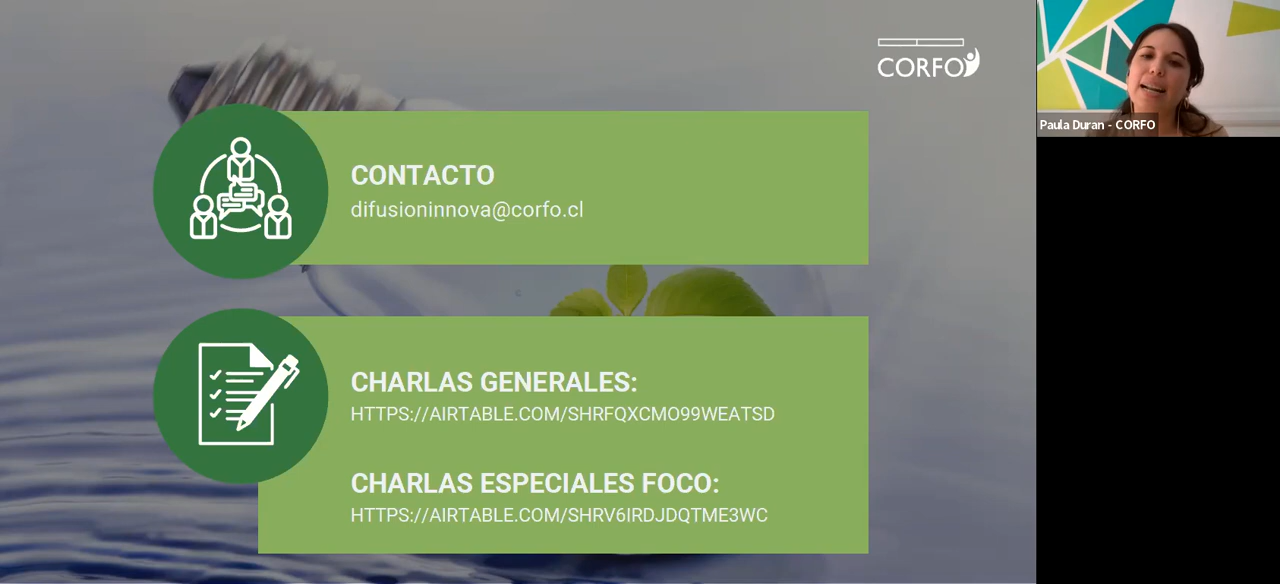 CORFO
Paula Duran - CORFO
CONTACTO
difusioninnova@corfo.cl
CHARLAS GENERALES:
HTTPS://AIRTABLE.COM/SHRFQXCMO99WEATSD
CHARLAS ESPECIALES FOCO:
HTTPS://AIRTABLE.COM/SHRV6IRDJDQTME3WC